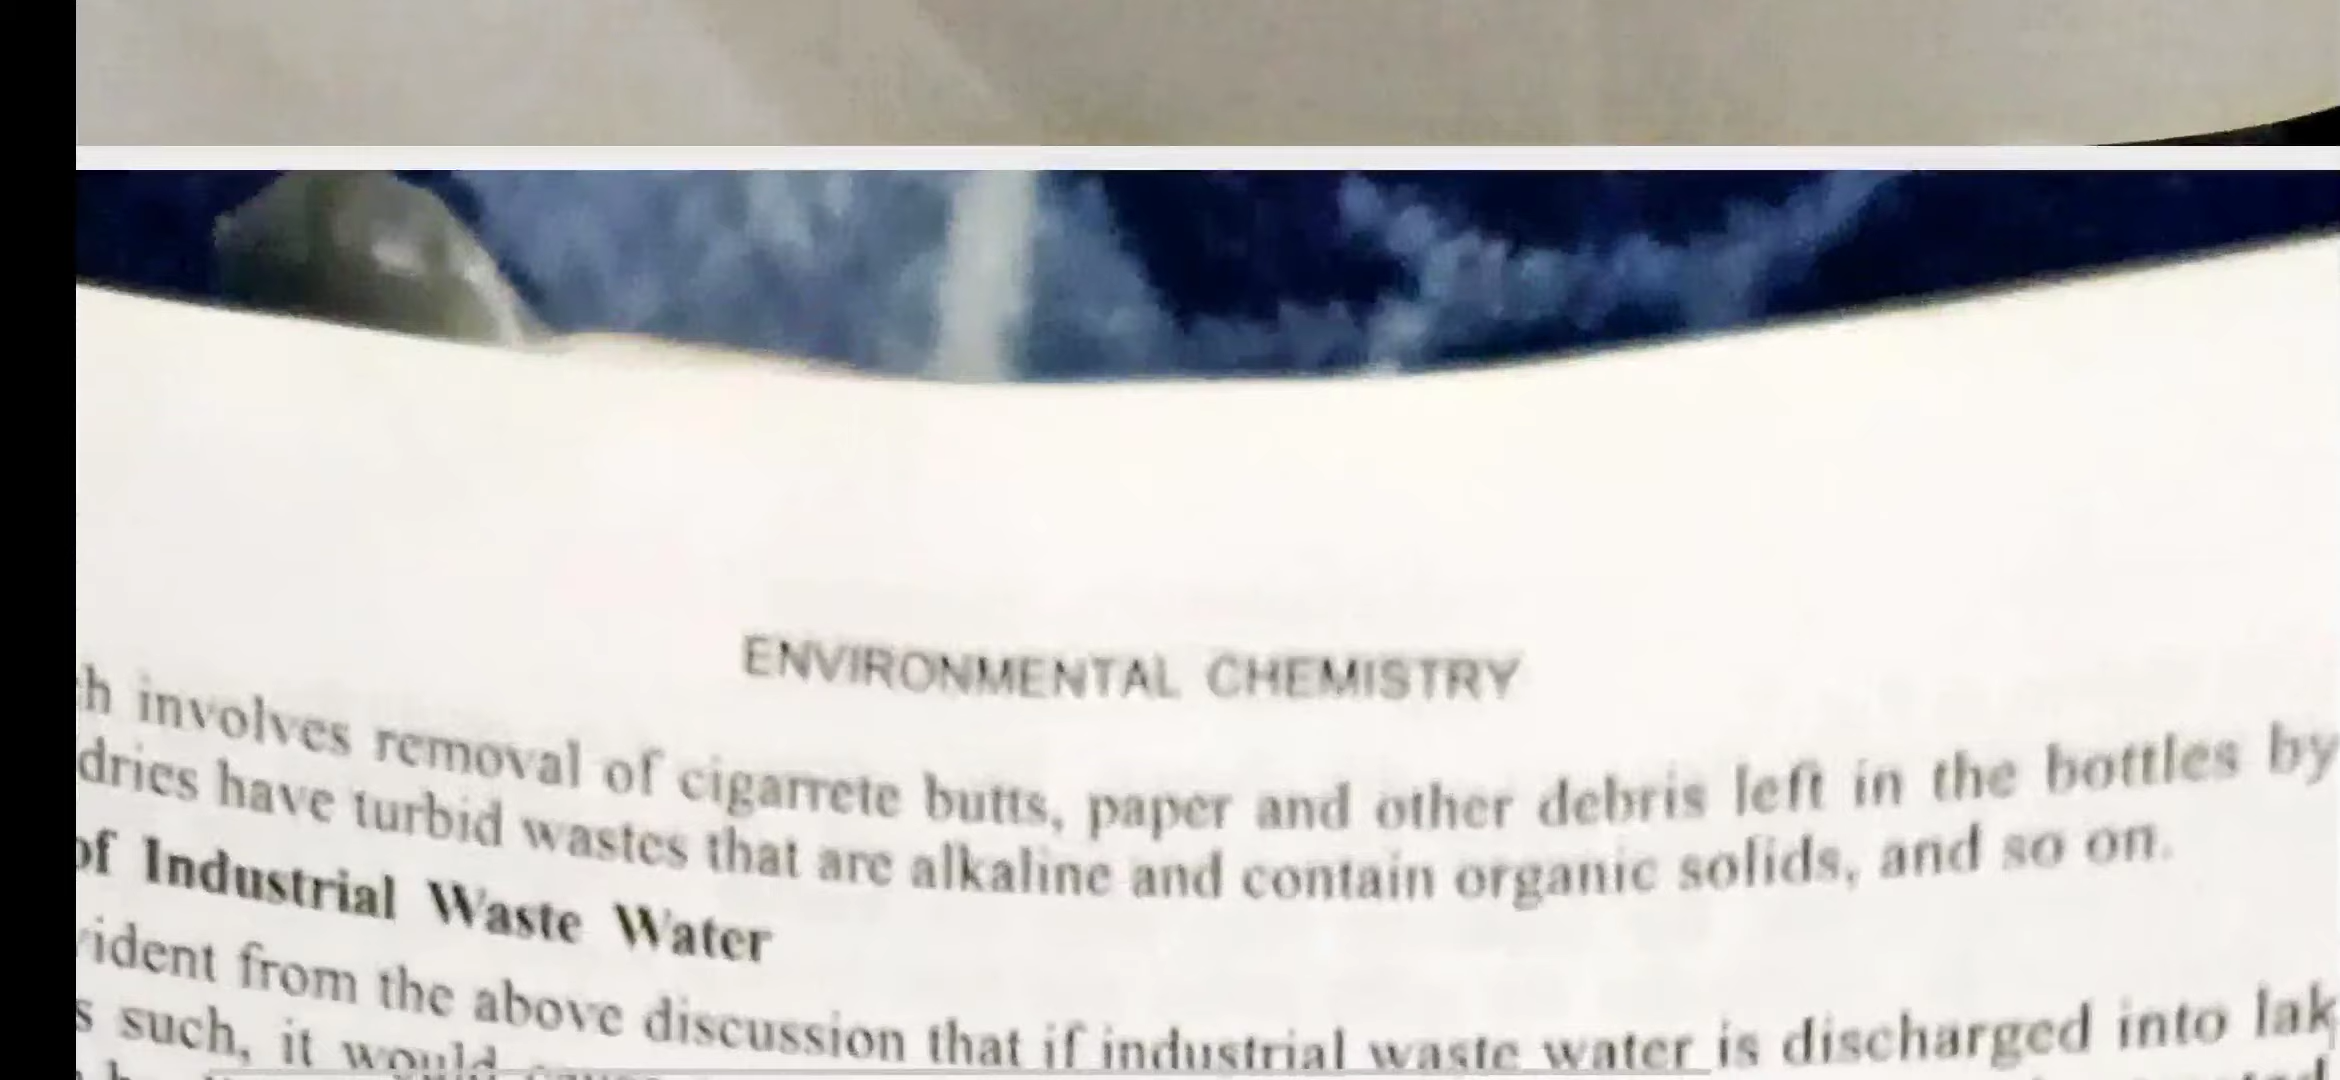 ENVIRONMENTAL CHEMISTRY
h involves removal of cigarrete butts, paper and other debris left in the bottles by
dries have turbid wastes that are alkaline and contain organic solids, and so on.
of Industrial Waste Water
ident from the above discussion that if industrial waste water is discharged into lak
s such, it would